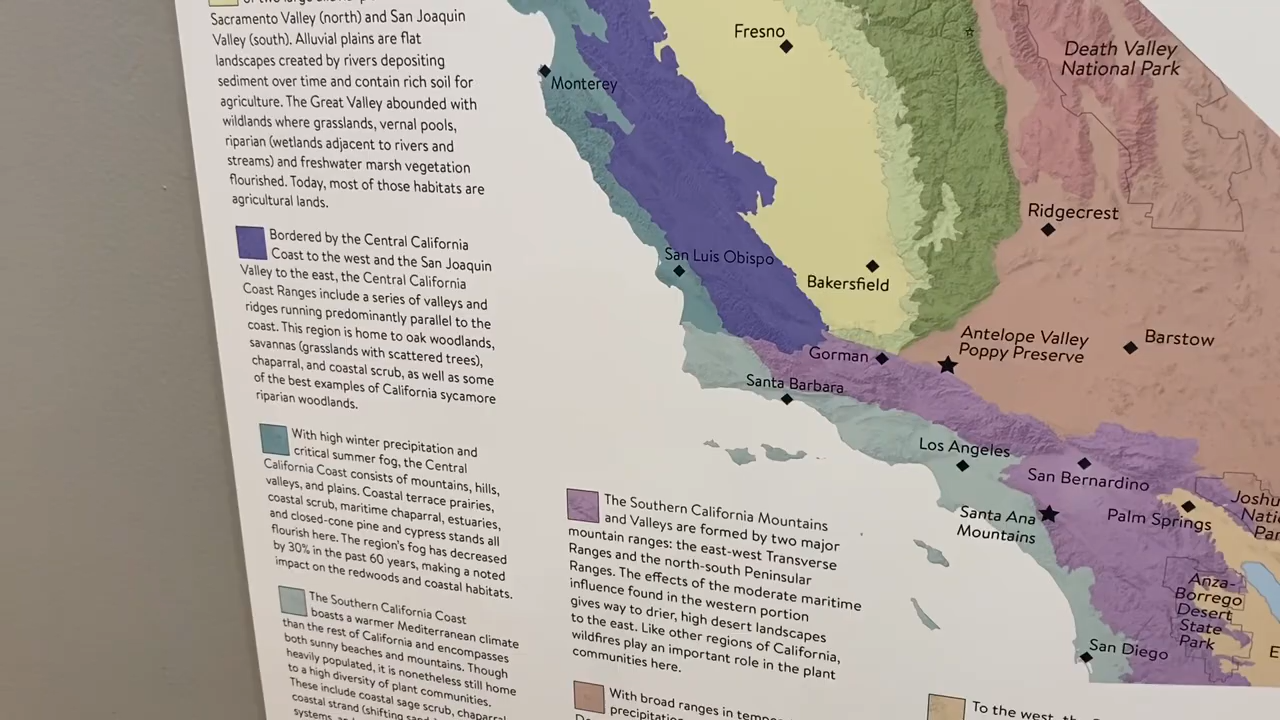 Sacramento Valley (north) and San Joaquin
Valley (south). Alluvial plains are flat
landscapes created by rivers depositing
sediment over time and contain rich soil for
agriculture. The Great Valley abounded with
wildlands where grasslands, vernal pools,
riparian (wetlands adjacent to rivers and
streams) and freshwater marsh vegetation
flourished. Today, most of those habitats are
agricultural lands.
Bordered by the Central California
Coast to the west and the San Joaquin
Valley to the east, the Central California
Coast Ranges include a series of valleys and
ridges running predominantly parallel to the
coast. This region is home to oak woodlands,
savannas (grasslands with scattered trees),
chaparral, and coastal scrub, as well as some
of the best examples of California sycamore
riparian woodlands.
With high winter precipitation and
critical summer fog, the Central
California Coast consists of mountains, hills,
valleys, and plains. Coastal terrace prairies,
coastal scrub, maritime chaparral, estuaries,
and closed-cone pine and cypress stands all
flourish here. The region's fog has decreased
by 30% in the past 60 years, making a noted
impact on the redwoods and coastal habitats.
The Southern California Coast
boasts a warmer Mediterranean climate
than the rest of California and encompasses
both sunny beaches and mountains. Though
heavily populated, it is nonetheless still home
to a high diversity of plant communities.
These include coastal sage scrub, chaparral
coastal strand (shifting
The Southern California Mountains
and Valleys are formed by two major
mountain ranges: the east-west Transverse
Ranges and the north-south Peninsular
Ranges. The effects of the moderate maritime
influence found in the western portion
gives way to drier, high desert landscapes
to the east. Like other regions of California,
wildfires play an important role in the plant
communities here.
With broad ranges in
To the west,
Fresno
Monterey
Death Valley
National Park
Ridgecrest
San Luis Obispo
Bakersfield
Antelope Valley
Poppy Preserve
Barstow
Gorman
Santa Barbara
Los Angeles
San Bernardino
Santa Ana
Mountains
Palm Springs
Anza-
Borrego
Desert
State
Park
San Diego